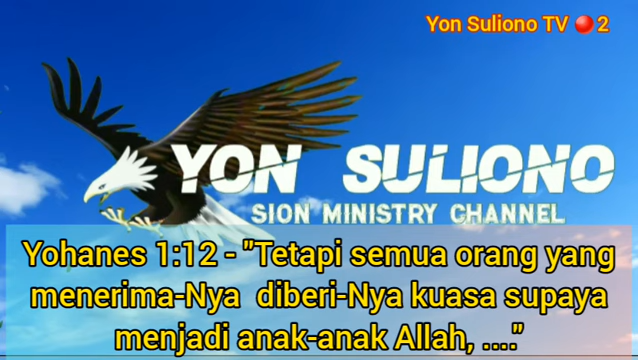 Yon Suliono TV 🔴2
YON SULIONO
SION MINISTRY CHANNEL
Yohanes 1:12 - "Tetapi semua orang yang
menerima-Nya diberi-Nya kuasa supaya
menjadi anak-anak Allah, ...."